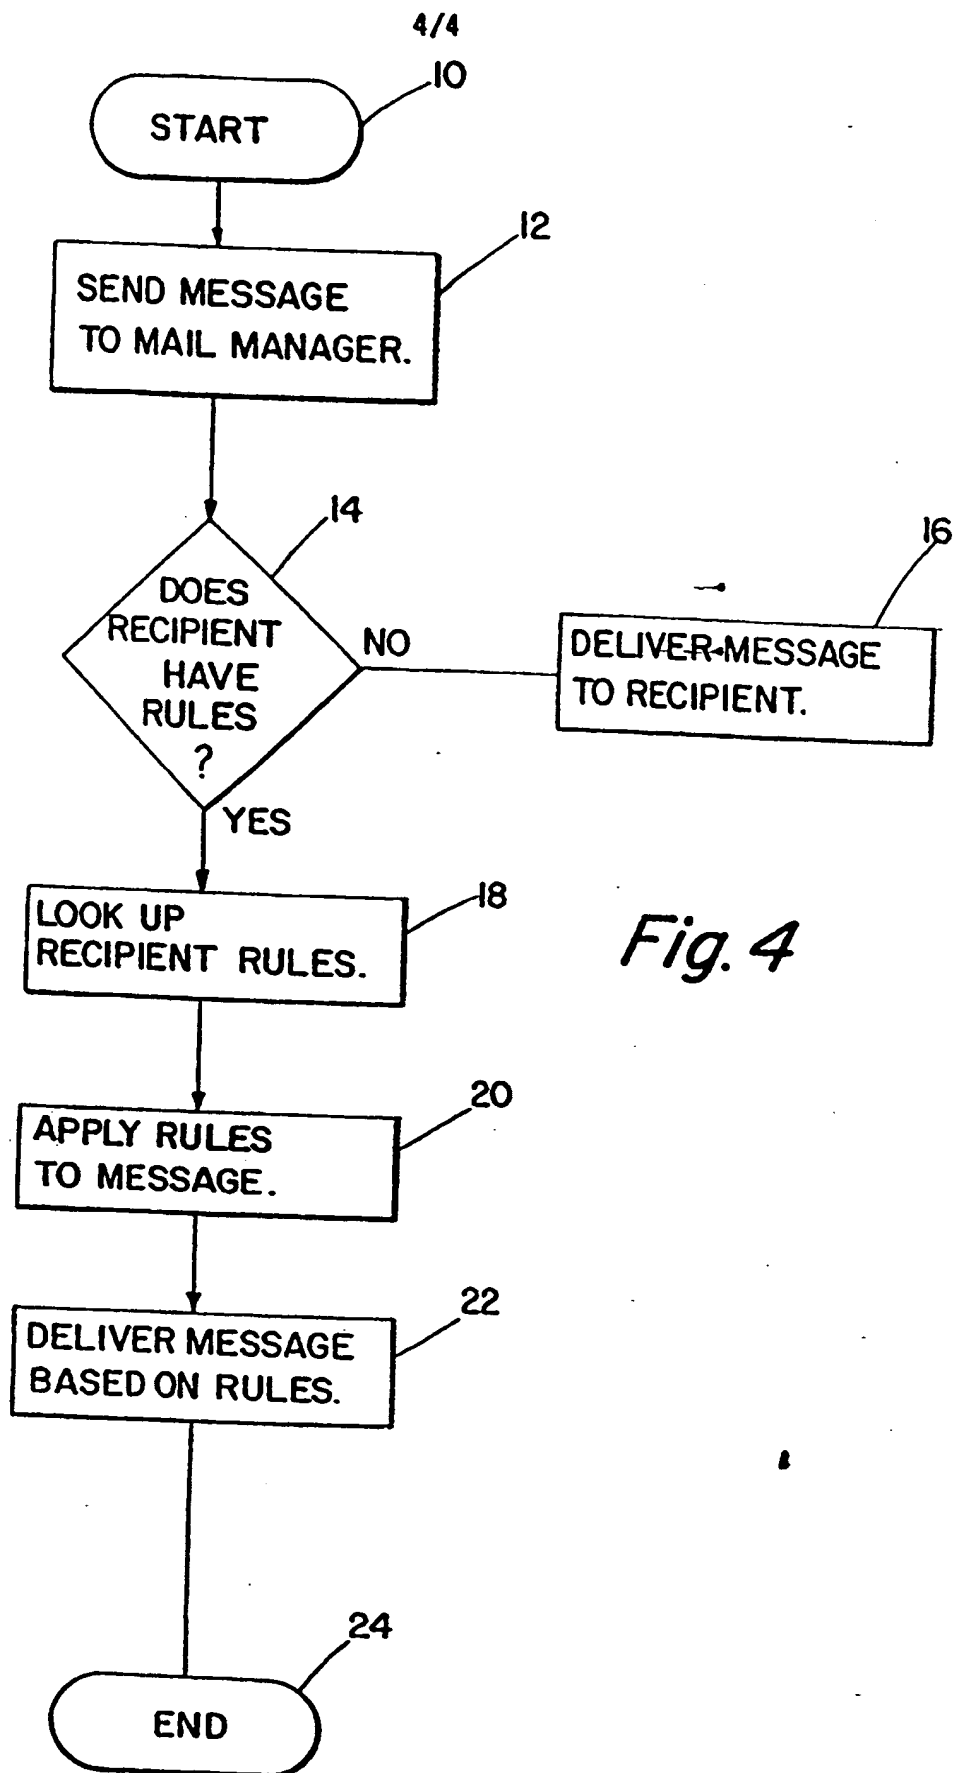 4/4
10
START
12
SEND MESSAGE
TO MAIL MANAGER.
14
DOES
RECIPIENT
HAVE
RULES
?
NO
16
DELIVER MESSAGE
TO RECIPIENT.
YES
18
LOOK UP
RECIPIENT RULES.
Fig. 4
20
APPLY RULES
TO MESSAGE.
22
DELIVER MESSAGE
BASED ON RULES.
24
END